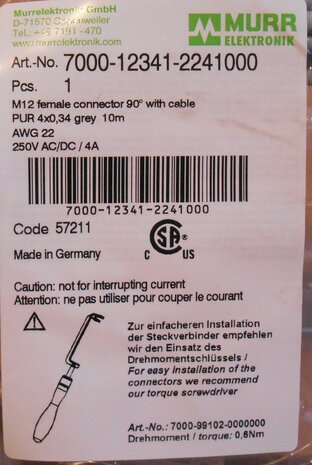 Murrelektronik GmbH
D-71570 Oppenweiler
Tel.: +49 7191 -470
murrelektronik.com
MURR
ELEKTRONIK
Art.-No. 7000-12341-2241000
Pcs. 1
M12 female connector 90° with cable
PUR 4x0,34 grey 10m
AWG 22
250V AC/DC / 4A
7000-12341-2241000
Code 57211
SA
C US
Made in Germany
Caution: not for interrupting current
Attention: ne pas utiliser pour couper le courant
Zur einfacheren Installation
der Steckverbinder empfehlen
wir den Einsatz des
Drehmomentschlüssels /
For easy installation of the
connectors we recommend
our torque screwdriver
Art.-No.: 7000-99102-0000000
Drehmoment / torque: 0,6Nm